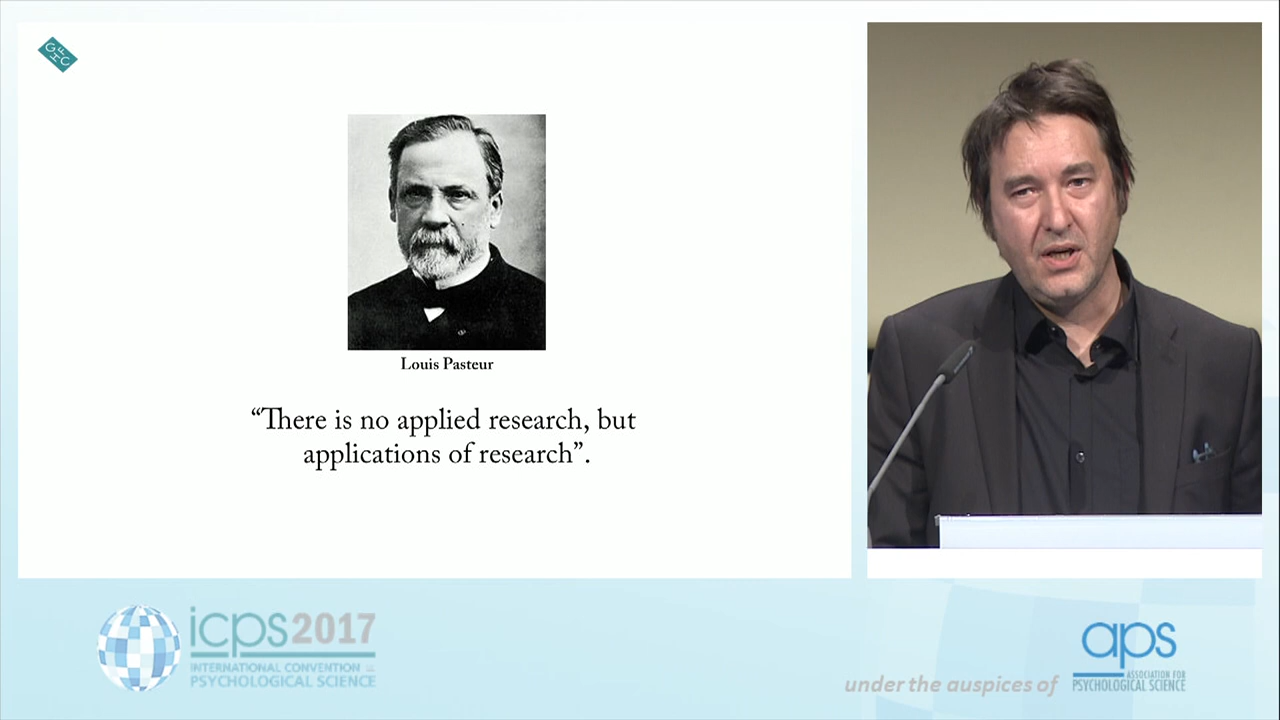 GHFC
Louis Pasteur
“There is no applied research, but
applications of research”.
icps2017
INTERNATIONAL CONVENTION
PSYCHOLOGICAL SCIENCE
under the auspices of
aps
ASSOCIATION FOR
PSYCHOLOGICAL SCIENCE